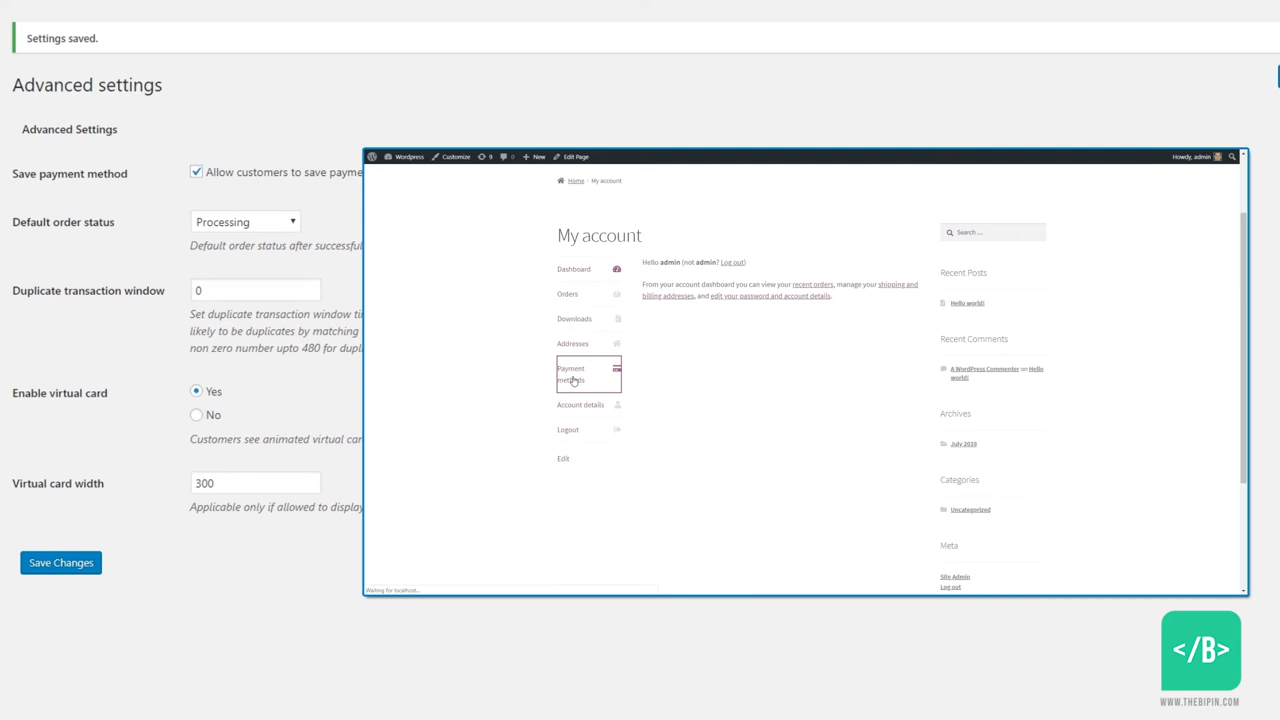 Settings saved.
Advanced settings
Advanced Settings
Save payment method
Allow customers to save payme
Default order status
Processing
Default order status after successful
Duplicate transaction window
0
Set duplicate transaction window ti
likely to be duplicates by matching
non zero number upto 480 for dupl
Enable virtual card
Yes
No
Customers see animated virtual car
Virtual card width
300
Applicable only if allowed to display
Save Changes
Wordpress Customize 9 0 New Edit Page Howdy, admin
Home › My account
My account
Dashboard
Orders
Downloads
Addresses
Payment
methods
Account details
Logout
Edit
Hello admin (not admin? Log out)
From your account dashboard you can view your recent orders, manage your shipping and
billing addresses, and edit your password and account details.
Search …
Recent Posts
Hello world!
Recent Comments
A WordPress Commenter on Hello
world!
Archives
July 2019
Categories
Uncategorized
Meta
Site Admin
Log out
Waiting for localhost...
</B>
WWW.THEBIPIN.COM